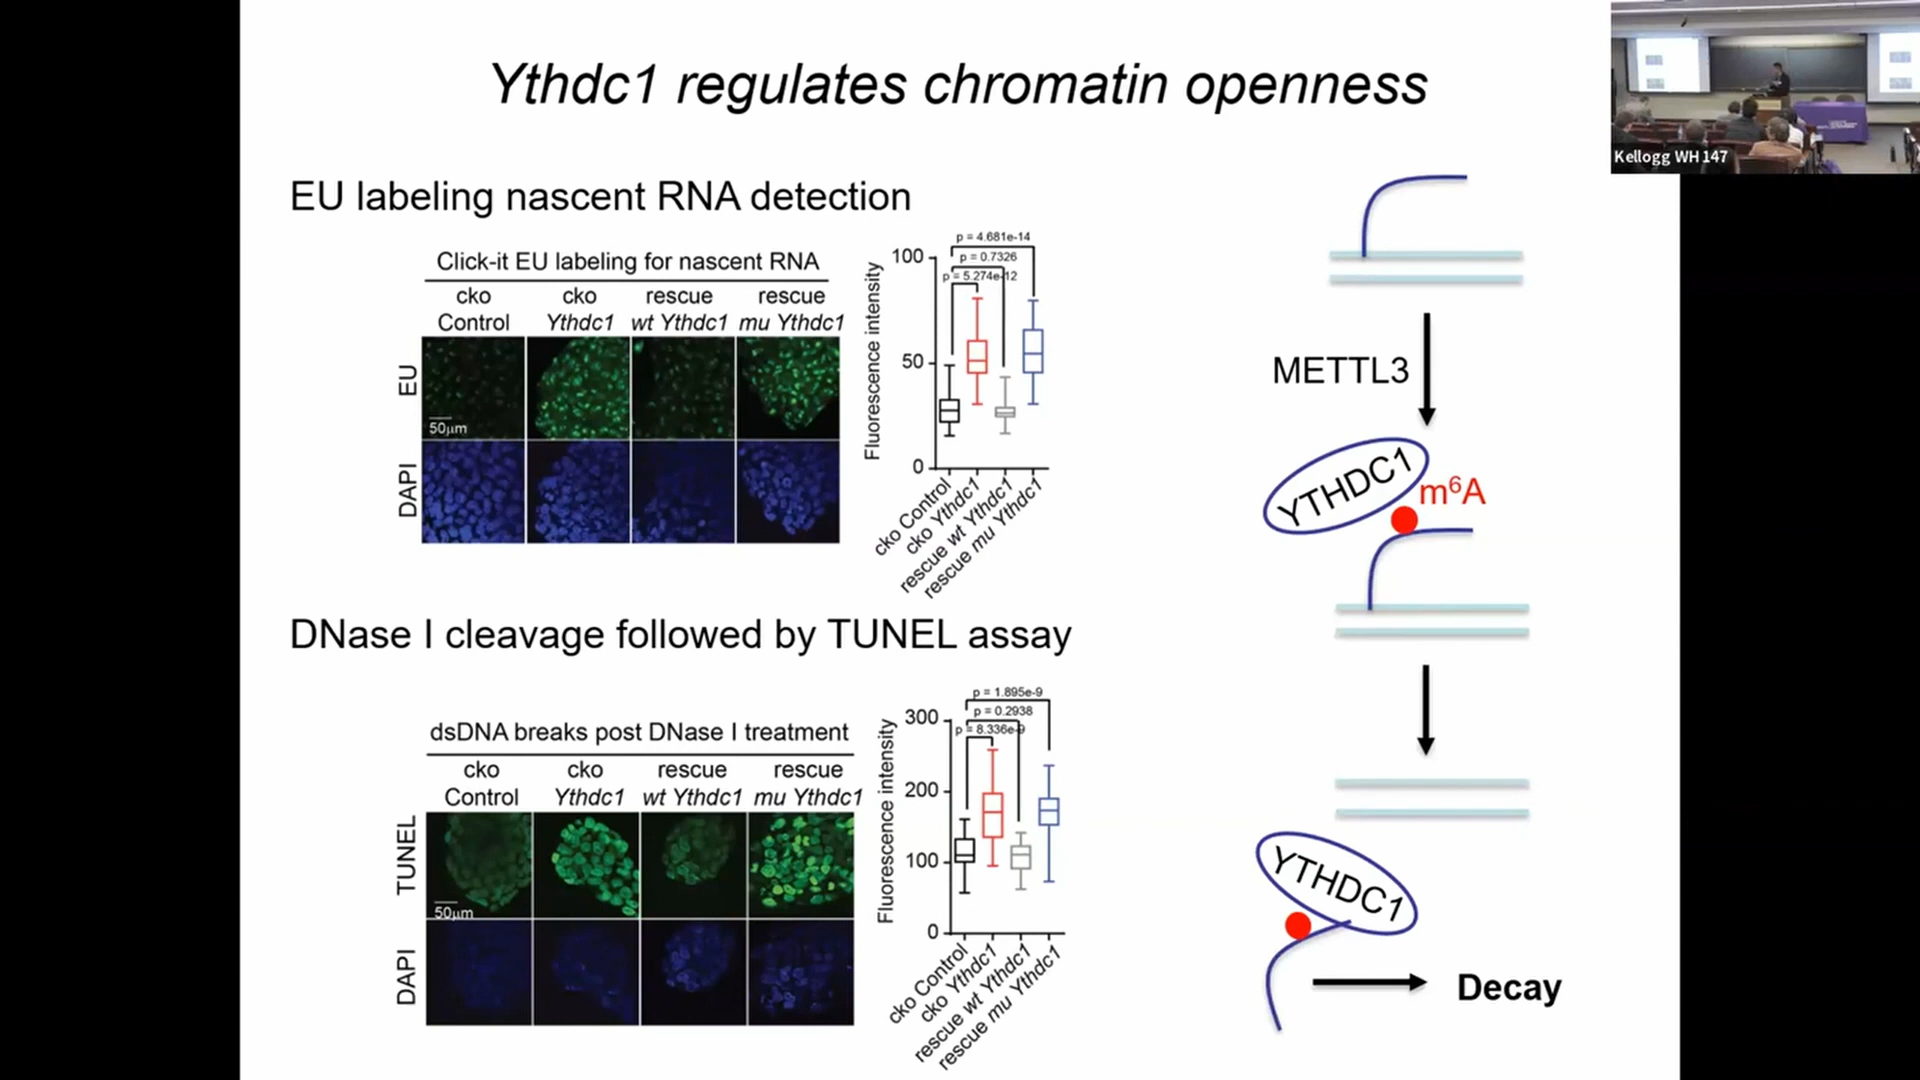 Ythdc1 regulates chromatin openness
Kellogg WH 147
EU labeling nascent RNA detection
Click-it EU labeling for nascent RNA
cko Control
cko Ythdc1
rescue wt Ythdc1
rescue mu Ythdc1
EU
50μm
DAPI
p = 4.681e-14
p = 0.7326
p = 5.274e-12
Fluorescence intensity
100
50
0
cko Control
cko Ythdc1
rescue wt Ythdc1
rescue mu Ythdc1
DNase I cleavage followed by TUNEL assay
dsDNA breaks post DNase I treatment
cko Control
cko Ythdc1
rescue wt Ythdc1
rescue mu Ythdc1
TUNEL
50μm
DAPI
p = 1.895e-9
p = 0.2938
p = 8.336e-9
Fluorescence intensity
300
200
100
0
cko Control
cko Ythdc1
rescue wt Ythdc1
rescue mu Ythdc1
METTL3
YTHDC1
m⁶A
YTHDC1
Decay